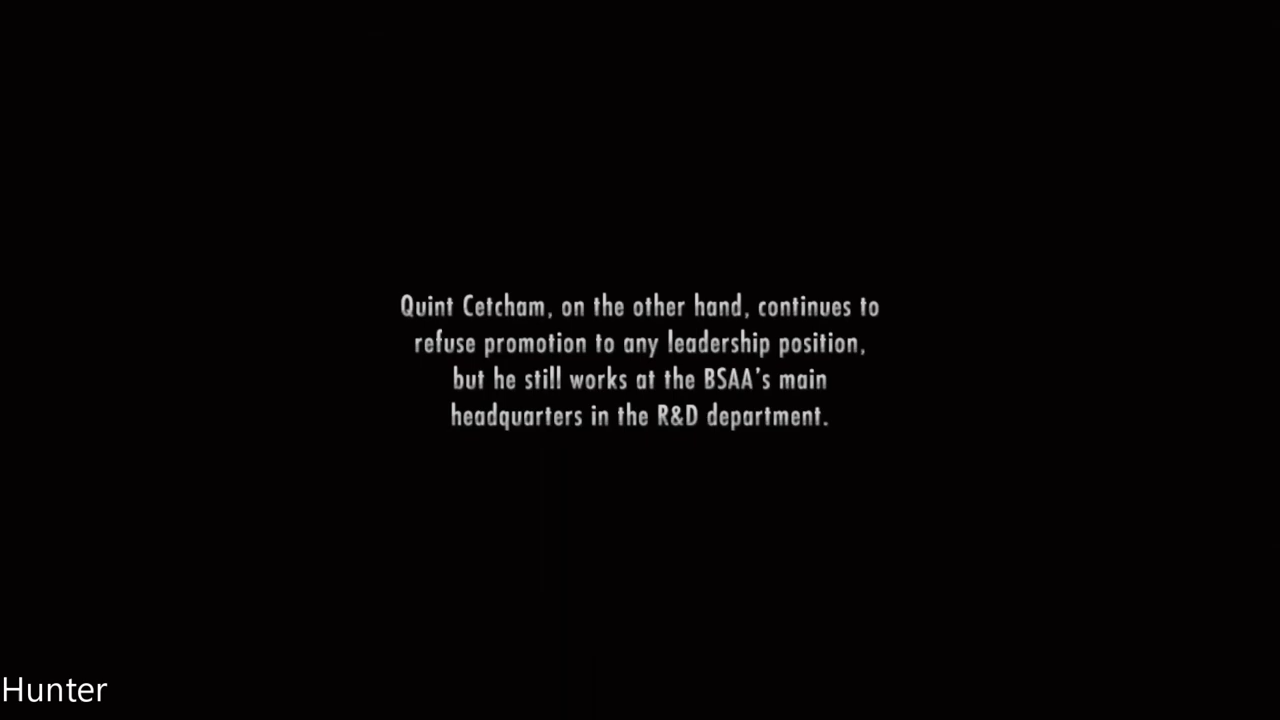 Quint Cetcham, on the other hand, continues to
refuse promotion to any leadership position,
but he still works at the BSAA's main
headquarters in the R&D department.
Hunter